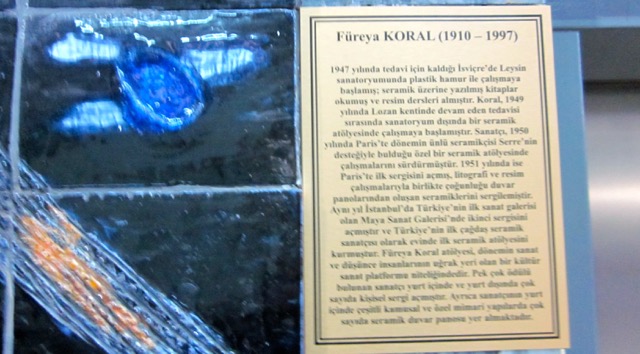 Füreya KORAL (1910 – 1997)
1947 yılında tedavi için kaldığı İsviçre'de Leysin
sanatoryumunda plastik hamur ile çalışmaya
başlamış; seramik üzerine yazılmış kitaplar
okumuş ve resim dersleri almıştır. Koral, 1949
yılında Lozan kentinde devam eden tedavisi
sırasında sanatoryum dışında bir seramik
atölyesinde çalışmaya başlamıştır. Sanatçı, 1950
yılında Paris'te dönemin ünlü seramikçisi Serre'nin
desteğiyle bulduğu özel bir seramik atölyesinde
çalışmalarını sürdürmüştür. 1951 yılında ise
Paris'te ilk sergisini açmış, litografi ve resim
çalışmalarıyla birlikte çoğunluğu duvar
panolarından oluşan seramiklerini sergilemiştir.
Aynı yıl İstanbul'da Türkiye'nin ilk sanat galerisi
olan Maya Sanat Galerisi'nde ikinci sergisini
açmıştır ve Türkiye'nin ilk çağdaş seramik
sanatçısı olarak evinde ilk seramik atölyesini
kurmuştur. Füreya Koral atölyesi, dönemin sanat
ve düşünce insanlarının uğrak yeri olan bir kültür
sanat platformu niteliğindedir. Pek çok ödülü
bulunan sanatçı yurt içinde ve yurt dışında çok
sayıda kişisel sergi açmıştır. Ayrıca sanatçının yurt
içinde çeşitli kamusal ve özel mimari yapılarda çok
sayıda seramik duvar panosu yer almaktadır.